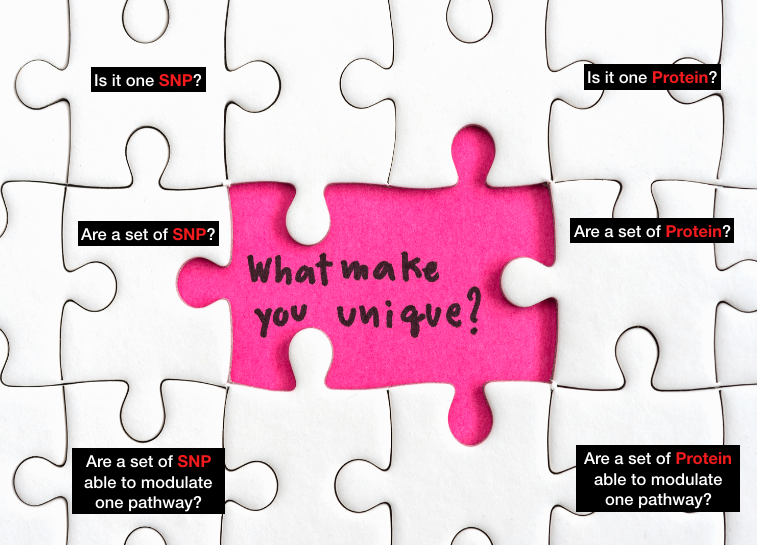 Is it one SNP?
Is it one Protein?
Are a set of SNP?
Are a set of Protein?
What make
you unique?
Are a set of SNP
able to modulate
one pathway?
Are a set of Protein
able to modulate
one pathway?